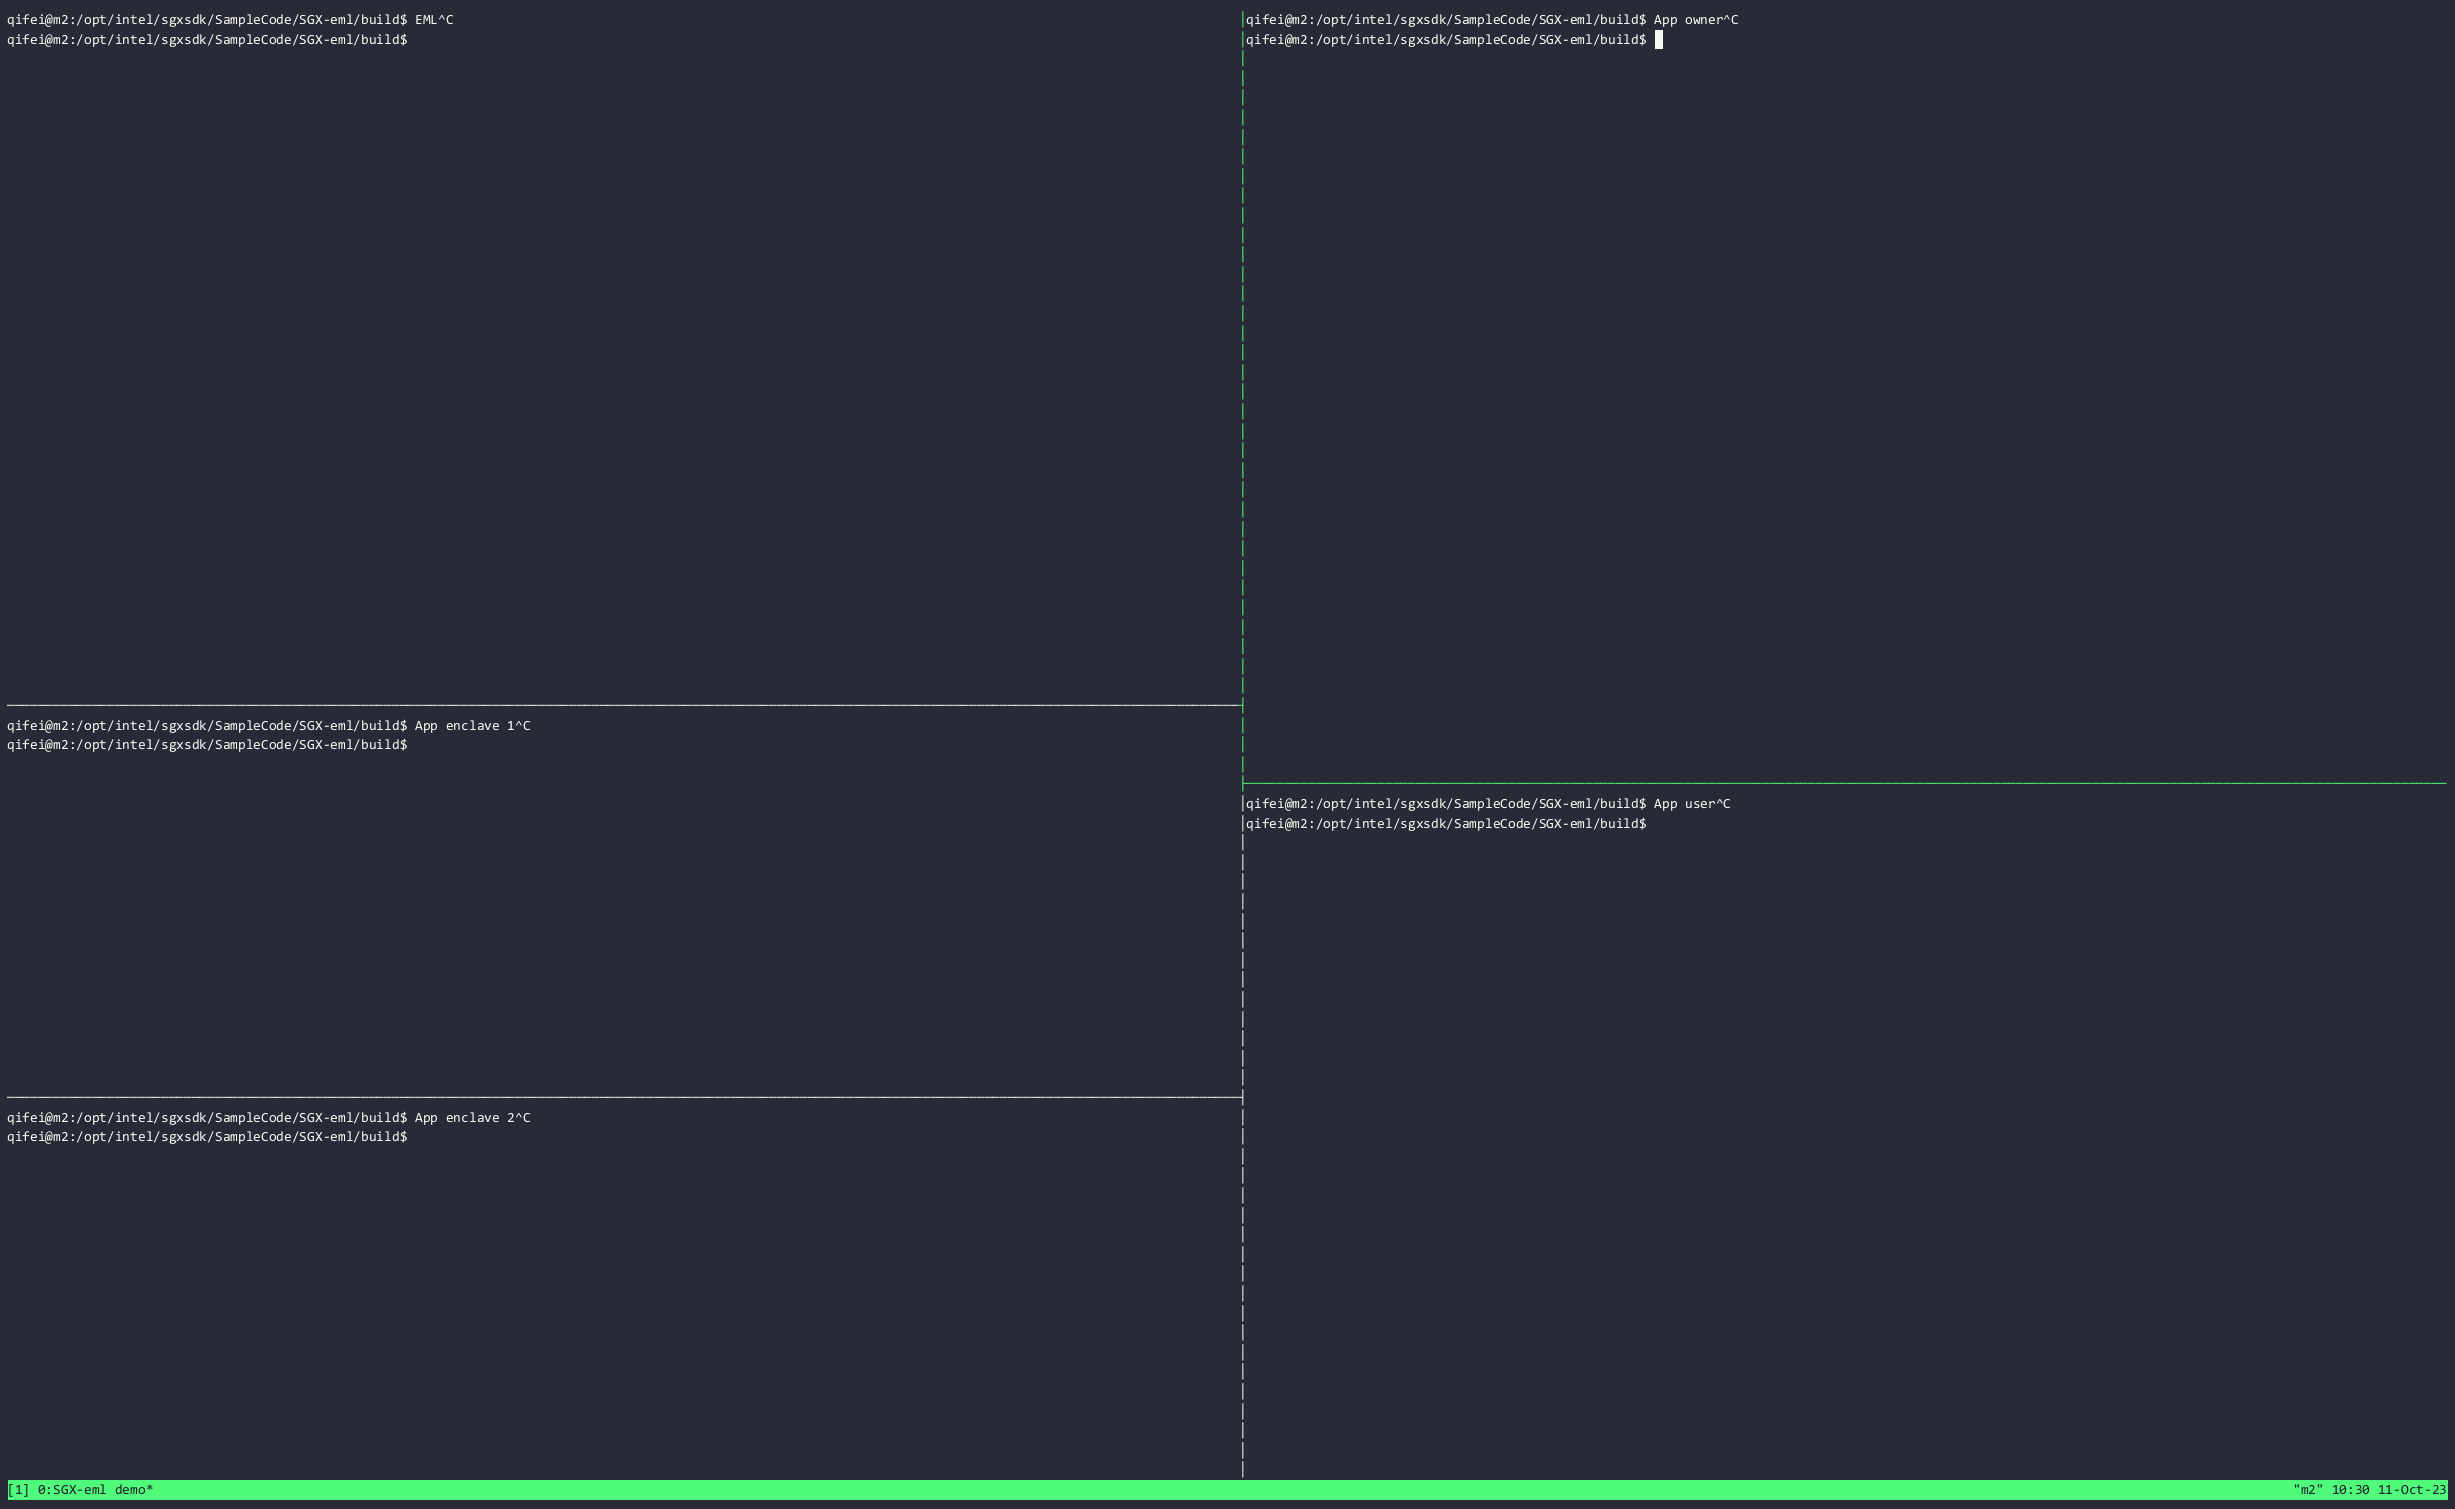 qifei@m2:/opt/intel/sgxsdk/SampleCode/SGX-eml/build$ EML^C
qifei@m2:/opt/intel/sgxsdk/SampleCode/SGX-eml/build$
qifei@m2:/opt/intel/sgxsdk/SampleCode/SGX-eml/build$ App enclave 1^C
qifei@m2:/opt/intel/sgxsdk/SampleCode/SGX-eml/build$
qifei@m2:/opt/intel/sgxsdk/SampleCode/SGX-eml/build$ App enclave 2^C
qifei@m2:/opt/intel/sgxsdk/SampleCode/SGX-eml/build$
qifei@m2:/opt/intel/sgxsdk/SampleCode/SGX-eml/build$ App owner^C
qifei@m2:/opt/intel/sgxsdk/SampleCode/SGX-eml/build$
qifei@m2:/opt/intel/sgxsdk/SampleCode/SGX-eml/build$ App user^C
qifei@m2:/opt/intel/sgxsdk/SampleCode/SGX-eml/build$
[1] 0:SGX-eml demo* "m2" 10:30 11-Oct-23